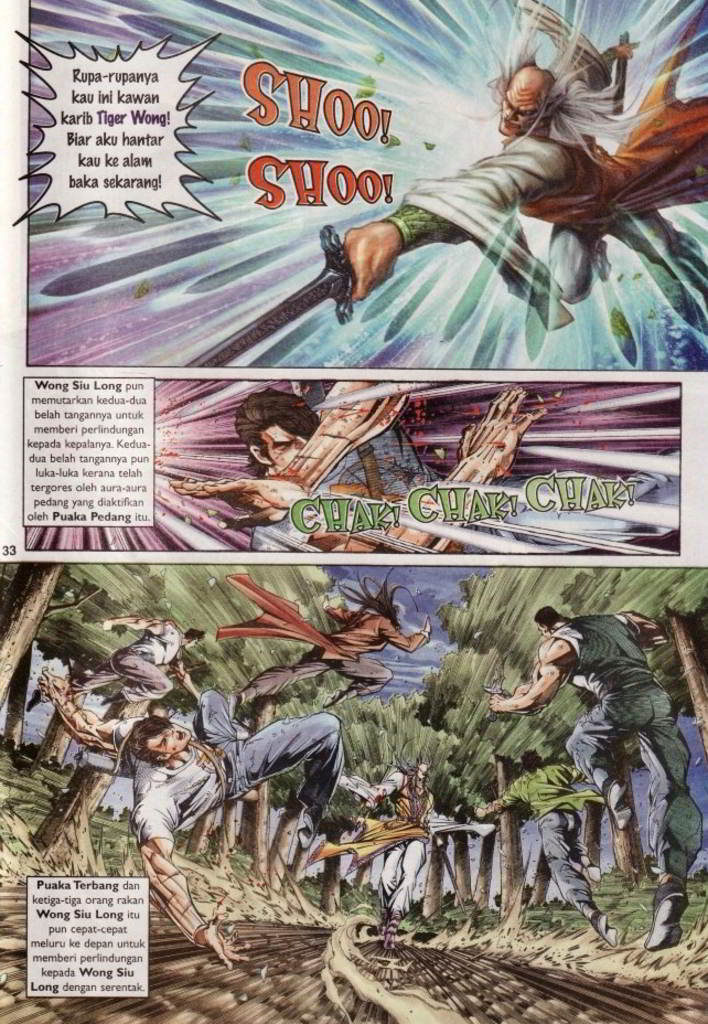 Rupa-rupanya
kau ini kawan
karib Tiger Wong!
Biar aku hantar
kau ke alam
baka sekarang!
SHOO!
SHOO!
Wong Siu Long pun
memutarkan kedua-dua
belah tangannya untuk
memberi perlindungan
kepada kepalanya. Kedua-
dua belah tangannya pun
luka-luka kerana telah
tergores oleh aura-aura
pedang yang diaktifkan
oleh Puaka Pedang itu.
CHAK! CHAK! CHAK!
33
Puaka Terbang dan
ketiga-tiga orang rakan
Wong Siu Long itu
pun cepat-cepat
meluru ke depan untuk
memberi perlindungan
kepada Wong Siu
Long dengan serentak.